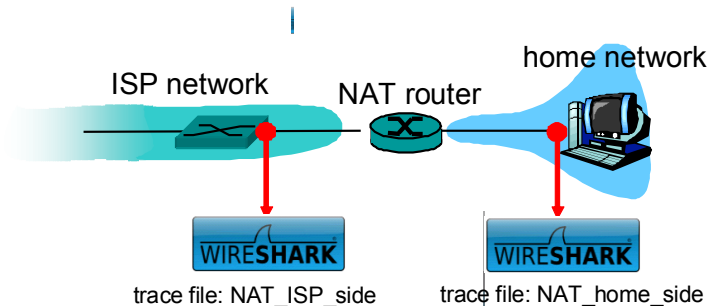 home network
ISP network
NAT router
WIRESHARK
WIRESHARK
trace file: NAT_ISP_side
trace file: NAT_home_side